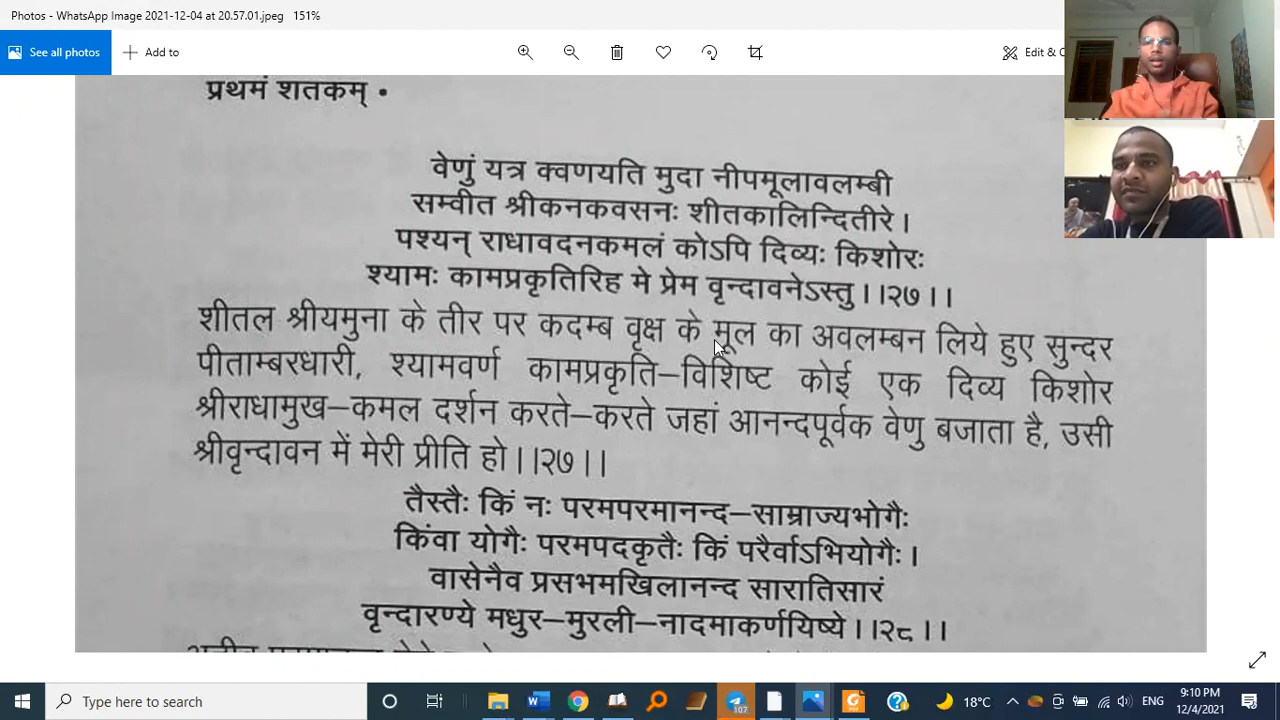 Photos - WhatsApp Image 2021-12-04 at 20.57.01.jpeg 151%
See all photos
Add to
Edit & C
प्रथमं शतकम् •
वेणुं यत्र क्वणयति मुदा नीपमूलावलम्बी
सम्वीत श्रीकनकवसनः शीतकालिन्दितीरे।
पश्यन् राधावदनकमलं कोऽपि दिव्यः किशोरः
श्यामः कामप्रकृतिरिह मे प्रेम वृन्दावनेऽस्तु।।२७।।
शीतल श्रीयमुना के तीर पर कदम्ब वृक्ष के मूल का अवलम्बन लिये हुए सुन्दर
पीताम्बरधारी, श्यामवर्ण कामप्रकृति–विशिष्ट कोई एक दिव्य किशोर
श्रीराधामुख–कमल दर्शन करते–करते जहां आनन्दपूर्वक वेणु बजाता है, उसी
श्रीवृन्दावन में मेरी प्रीति हो।।२७।।
तैस्तैः किं नः परमपरमानन्द–साम्राज्यभोगैः
किंवा योगैः परमपदकृतैः किं परैर्वाऽभियोगैः।
वासेनैव प्रसभमखिलानन्द सारातिसारं
वृन्दारण्ये मधुर–मुरली–नादमाकर्णयिष्ये।।२८।।
Type here to search
107
18°C
ENG
9:10 PM
12/4/2021